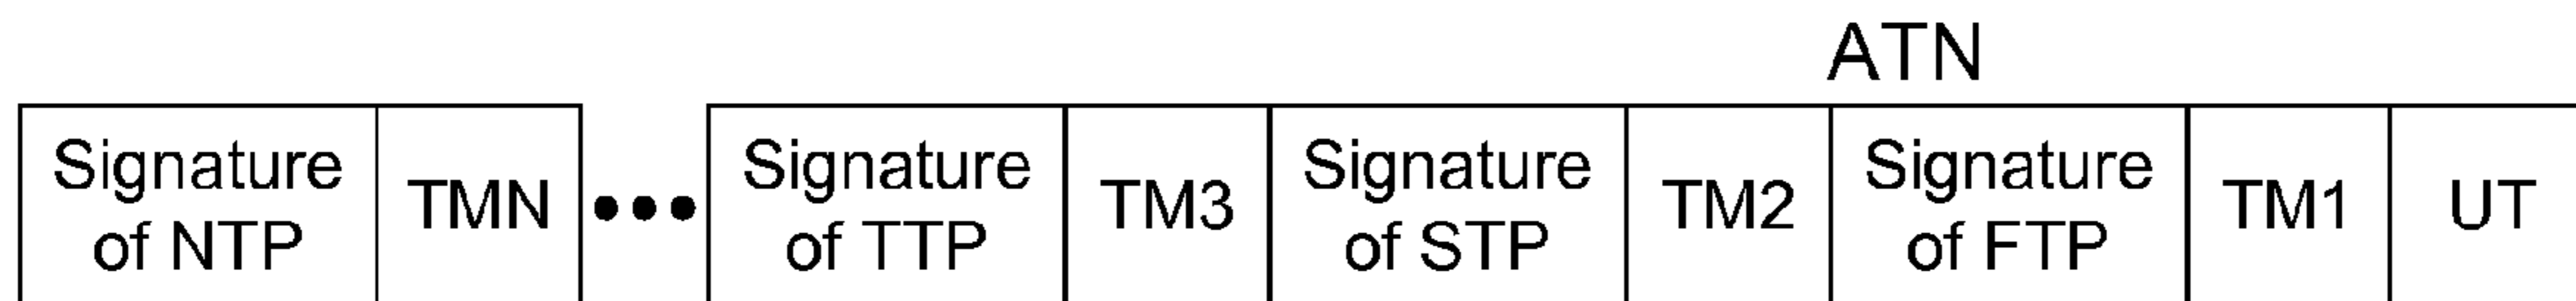 ATN
Signature
of NTP
TMN
Signature
of TTP
TM3
Signature
of STP
TM2
Signature
of FTP
TM1
UT